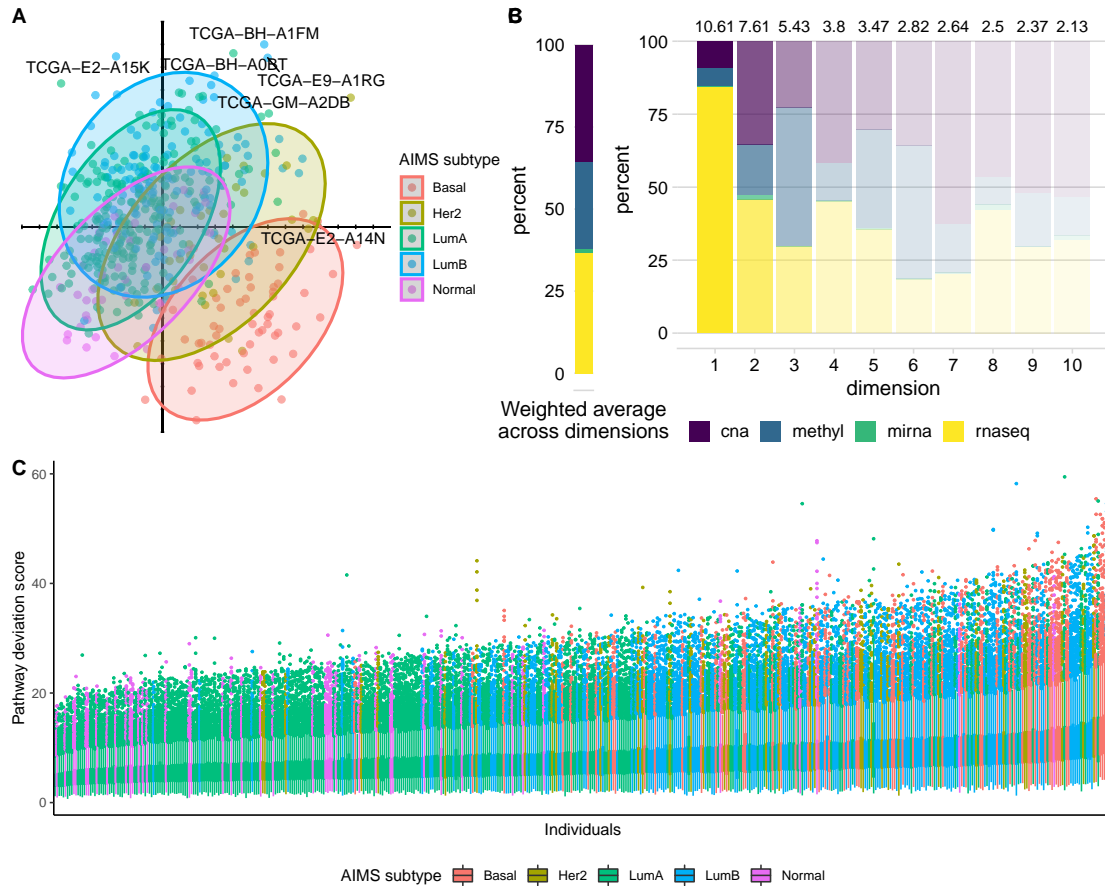 A
TCGA−BH−A1FM
TCGA−E2−A15K
TCGA−BH−A0BT
TCGA−E9−A1RG
TCGA−GM−A2DB
TCGA−E2−A14N
AIMS subtype
Basal
Her2
LumA
LumB
Normal
B
percent
100
75
50
25
0
Weighted average
across dimensions
10.61 7.61 5.43 3.8 3.47 2.82 2.64 2.5 2.37 2.13
percent
100
75
50
25
0
1 2 3 4 5 6 7 8 9 10
dimension
cna methyl mirna rnaseq
C
Pathway deviation score
60
40
20
0
Individuals
AIMS subtype Basal Her2 LumA LumB Normal